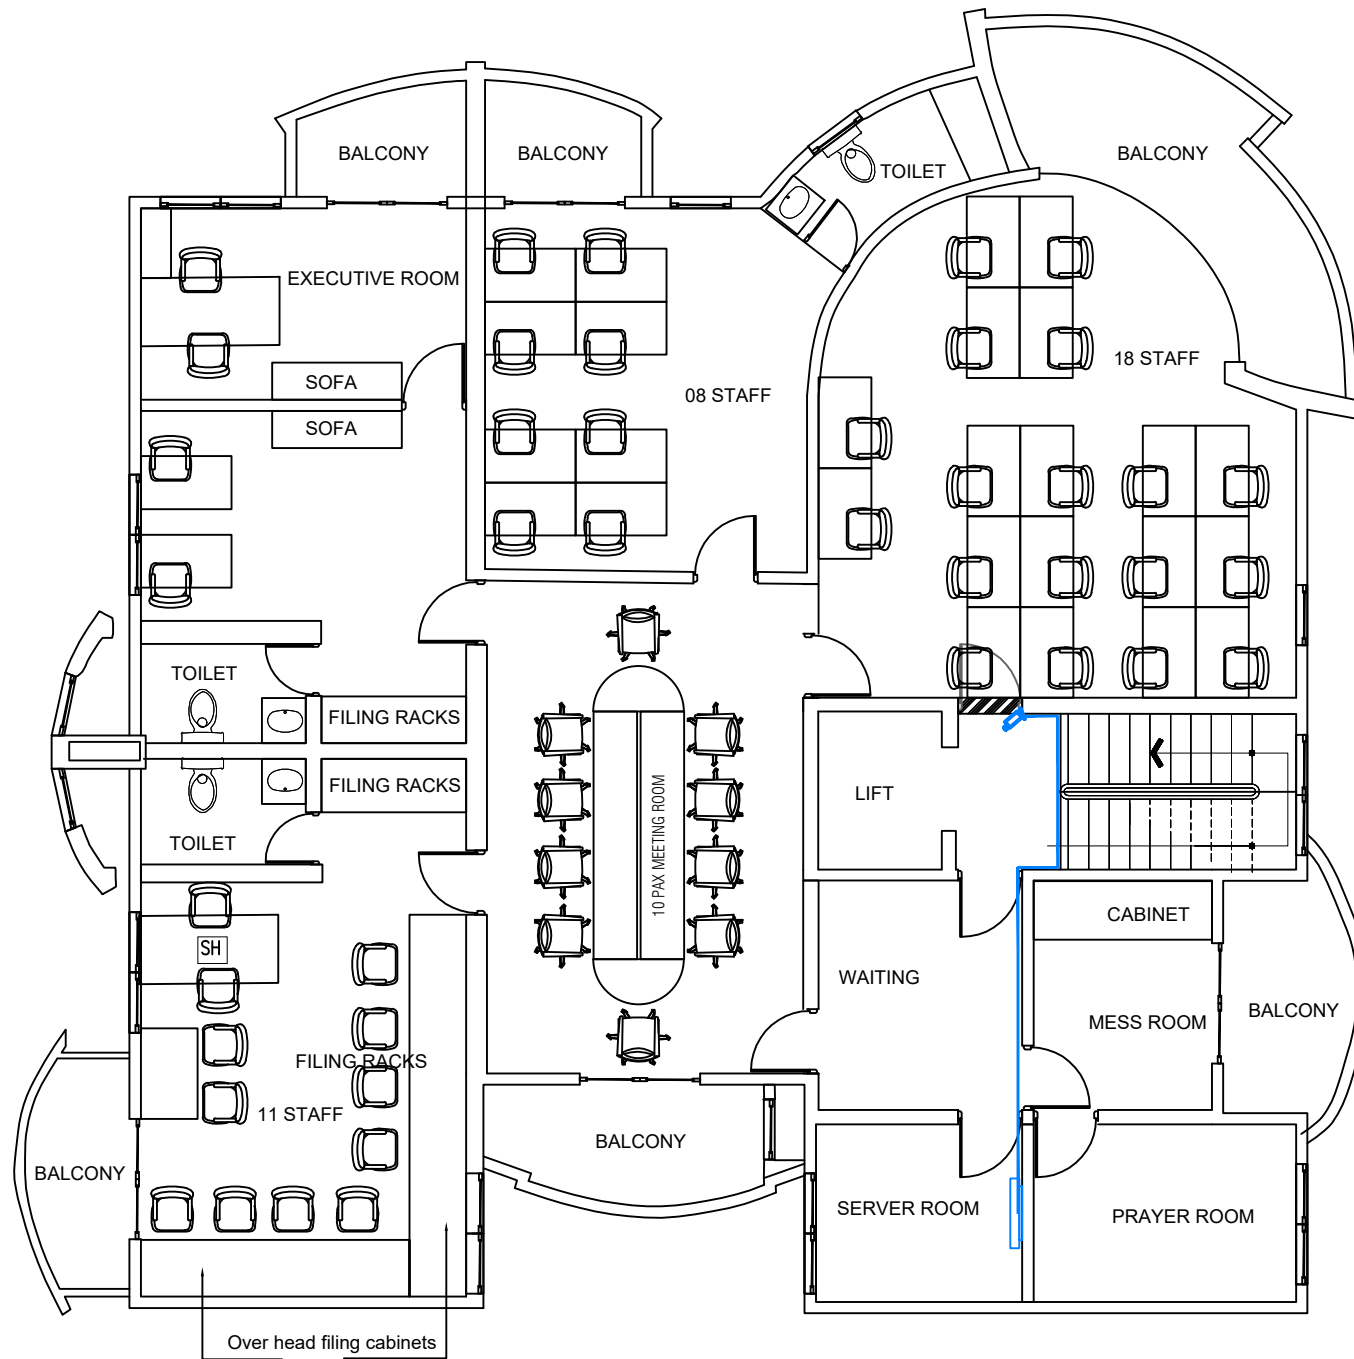 BALCONY
BALCONY
BALCONY
TOILET
EXECUTIVE ROOM
18 STAFF
SOFA
08 STAFF
SOFA
TOILET
FILING RACKS
FILING RACKS
LIFT
TOILET
10 PAX MEETING ROOM
CABINET
SH
WAITING
BALCONY
MESS ROOM
FILING RACKS
11 STAFF
BALCONY
BALCONY
SERVER ROOM
PRAYER ROOM
Over head filing cabinets